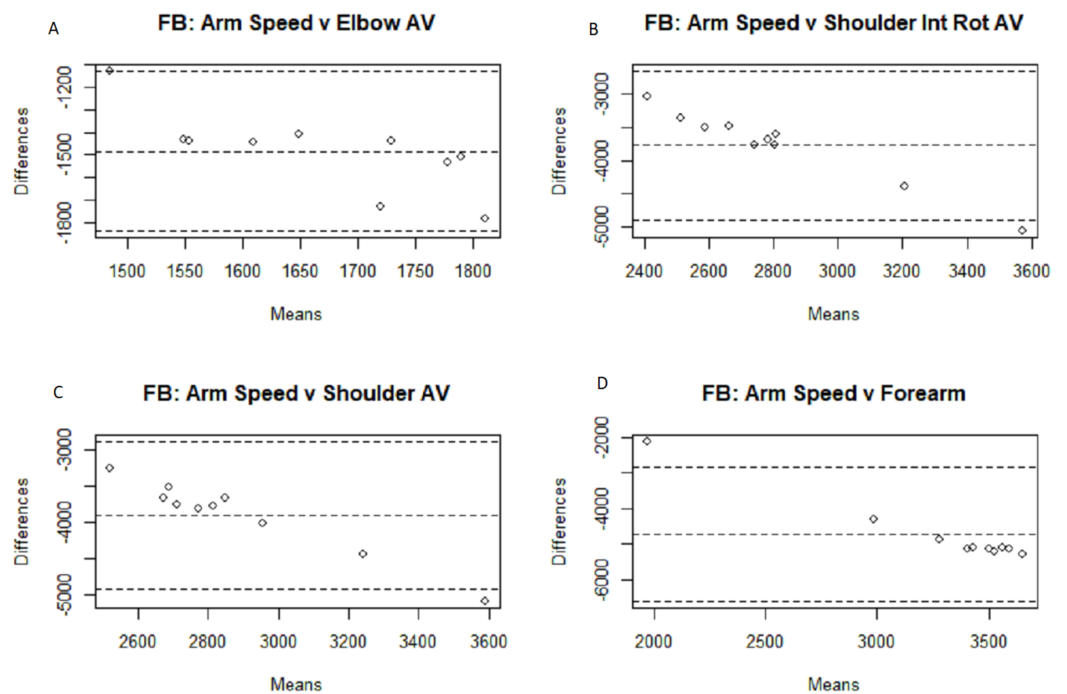 A
FB: Arm Speed v Elbow AV
Differences
-1200
-1500
-1800
1500 1550 1600 1650 1700 1750 1800
Means
B
FB: Arm Speed v Shoulder Int Rot AV
Differences
-3000
-4000
-5000
2400 2600 2800 3000 3200 3400 3600
Means
C
FB: Arm Speed v Shoulder AV
Differences
-3000
-4000
-5000
2600 2800 3000 3200 3400 3600
Means
D
FB: Arm Speed v Forearm
Differences
-2000
-4000
-6000
2000 2500 3000 3500
Means